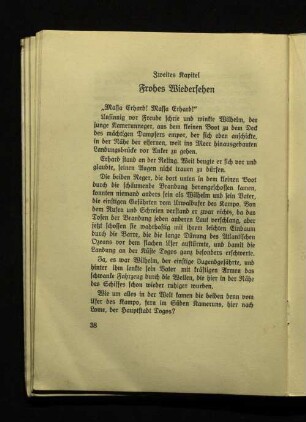 Zweites Kapitel
Frohes Wiedersehen
„Massa Erhard! Massa Erhard!“
Unsinnig vor Freude schrie und winkte Wilhelm, der
junge Kamerunneger, aus dem kleinen Boot zu dem Deck
des mächtigen Dampfers empor, der sich eben anschickte,
in der Nähe der eisernen, weit ins Meer hinausgebauten
Landungsbrücke vor Anker zu gehen.
Erhard stand an der Reling. Weit beugte er sich vor und
glaubte, seinen Augen nicht trauen zu dürfen.
Die beiden Neger, die dort unten in dem kleinen Boot
durch die schäumende Brandung herangeschossen kamen,
konnten niemand anders sein als Wilhelm und sein Vater,
die einstigen Gefährten vom Urwaldufer des Kampo. Von
dem Rufen und Schreien verstand er zwar nichts, da das
Tosen der Brandung jeden anderen Laut verschlang, aber
jetzt schossen sie wahrhaftig mit ihrem leichten Einbaum
durch die Barre, die die lange Dünung des Atlantischen
Ozeans vor dem flachen Ufer auftürmte, und damit die
Landung an der Küste Togos ganz besonders erschwerte.
Ja, es war Wilhelm, der einstige Jugendgefährte, und
hinter ihm lenkte sein Vater mit kräftigen Armen das
schwanke Fahrzeug durch die Wellen, die hier in der Nähe
des Schiffes schon wieder ruhiger wurden.
Wie um alles in der Welt kamen die beiden denn vom
Ufer des Kampo, fern im Süden Kameruns, hier nach
Lome, der Hauptstadt Togos?
38